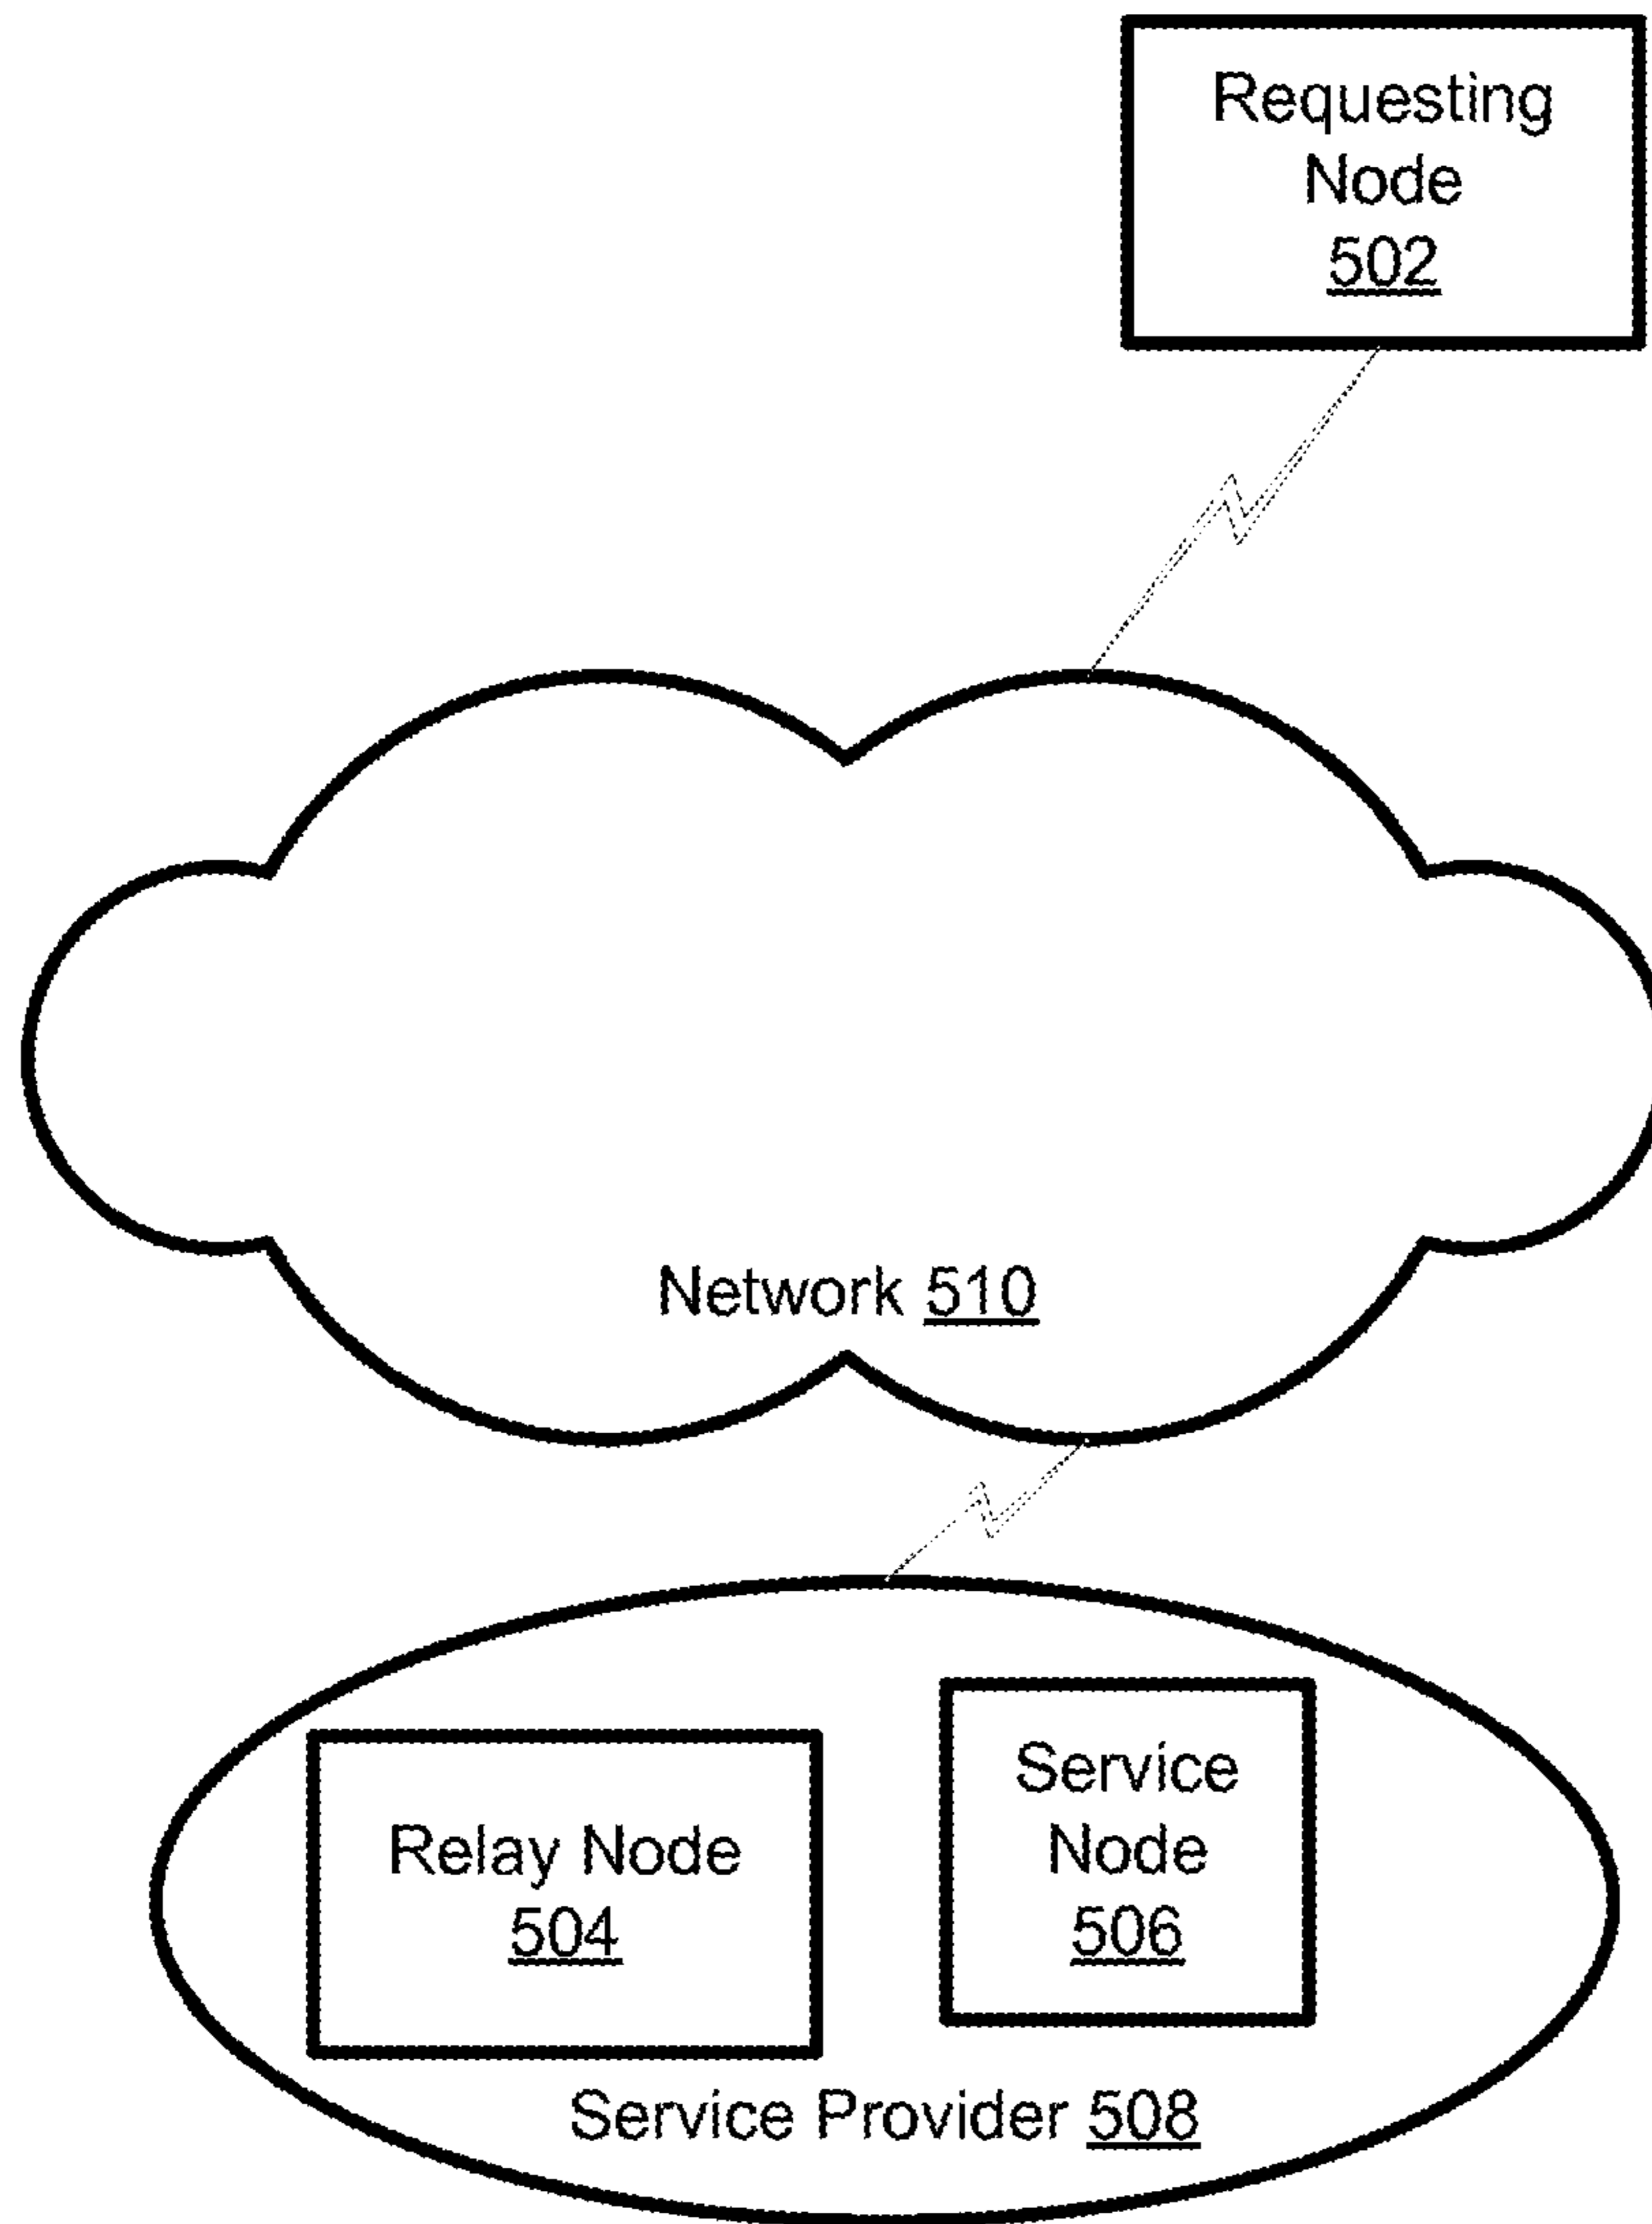 Requesting
Node
502
Network 510
Relay Node
504
Service
Node
506
Service Provider 508